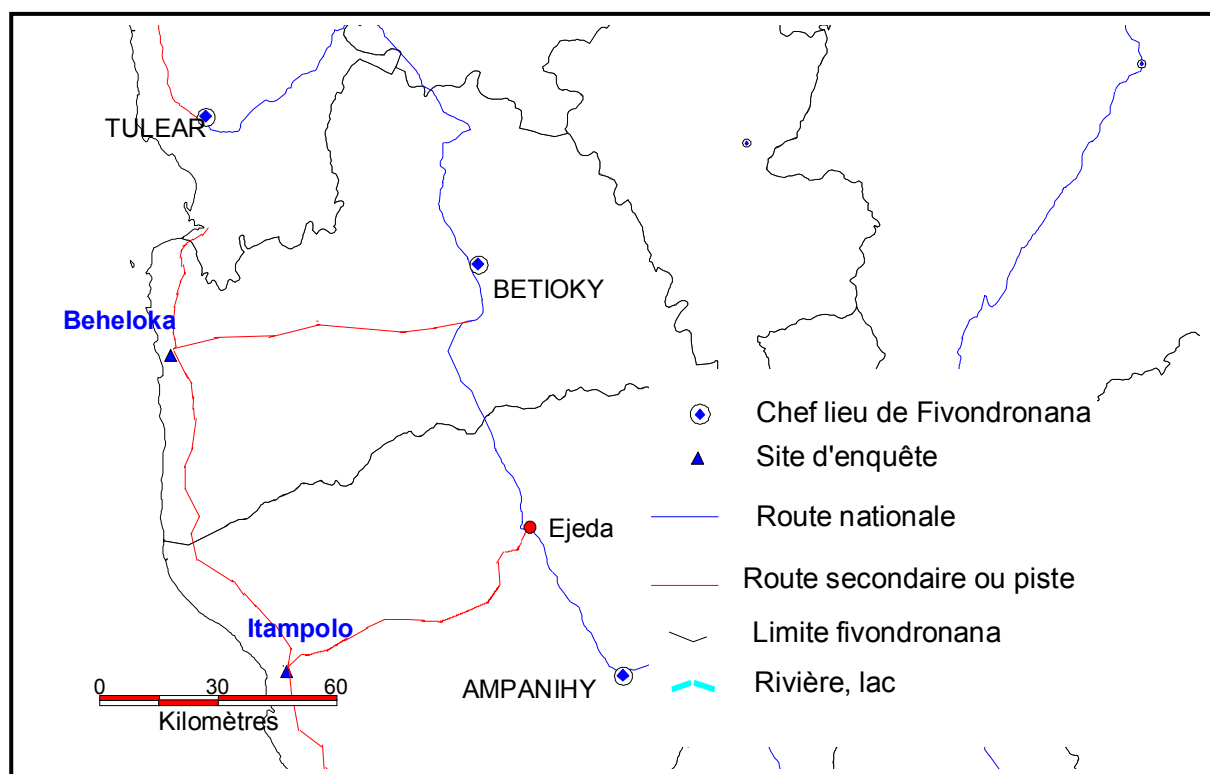 TULEAR
BETIOKY
Beheloka
Chef lieu de Fivondronana
Site d'enquête
Route nationale
Ejeda
Route secondaire ou piste
Itampolo
Limite fivondronana
AMPANIHY
Rivière, lac
0 30 60
Kilomètres